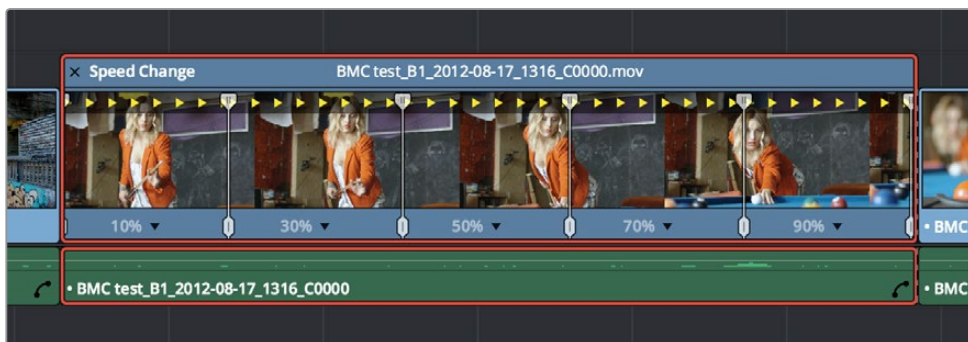 × Speed Change BMC test_B1_2012-08-17_1316_C0000.mov
10% ▼ 30% ▼ 50% ▼ 70% ▼ 90% ▼ • BMC
• BMC test_B1_2012-08-17_1316_C0000 • BMC